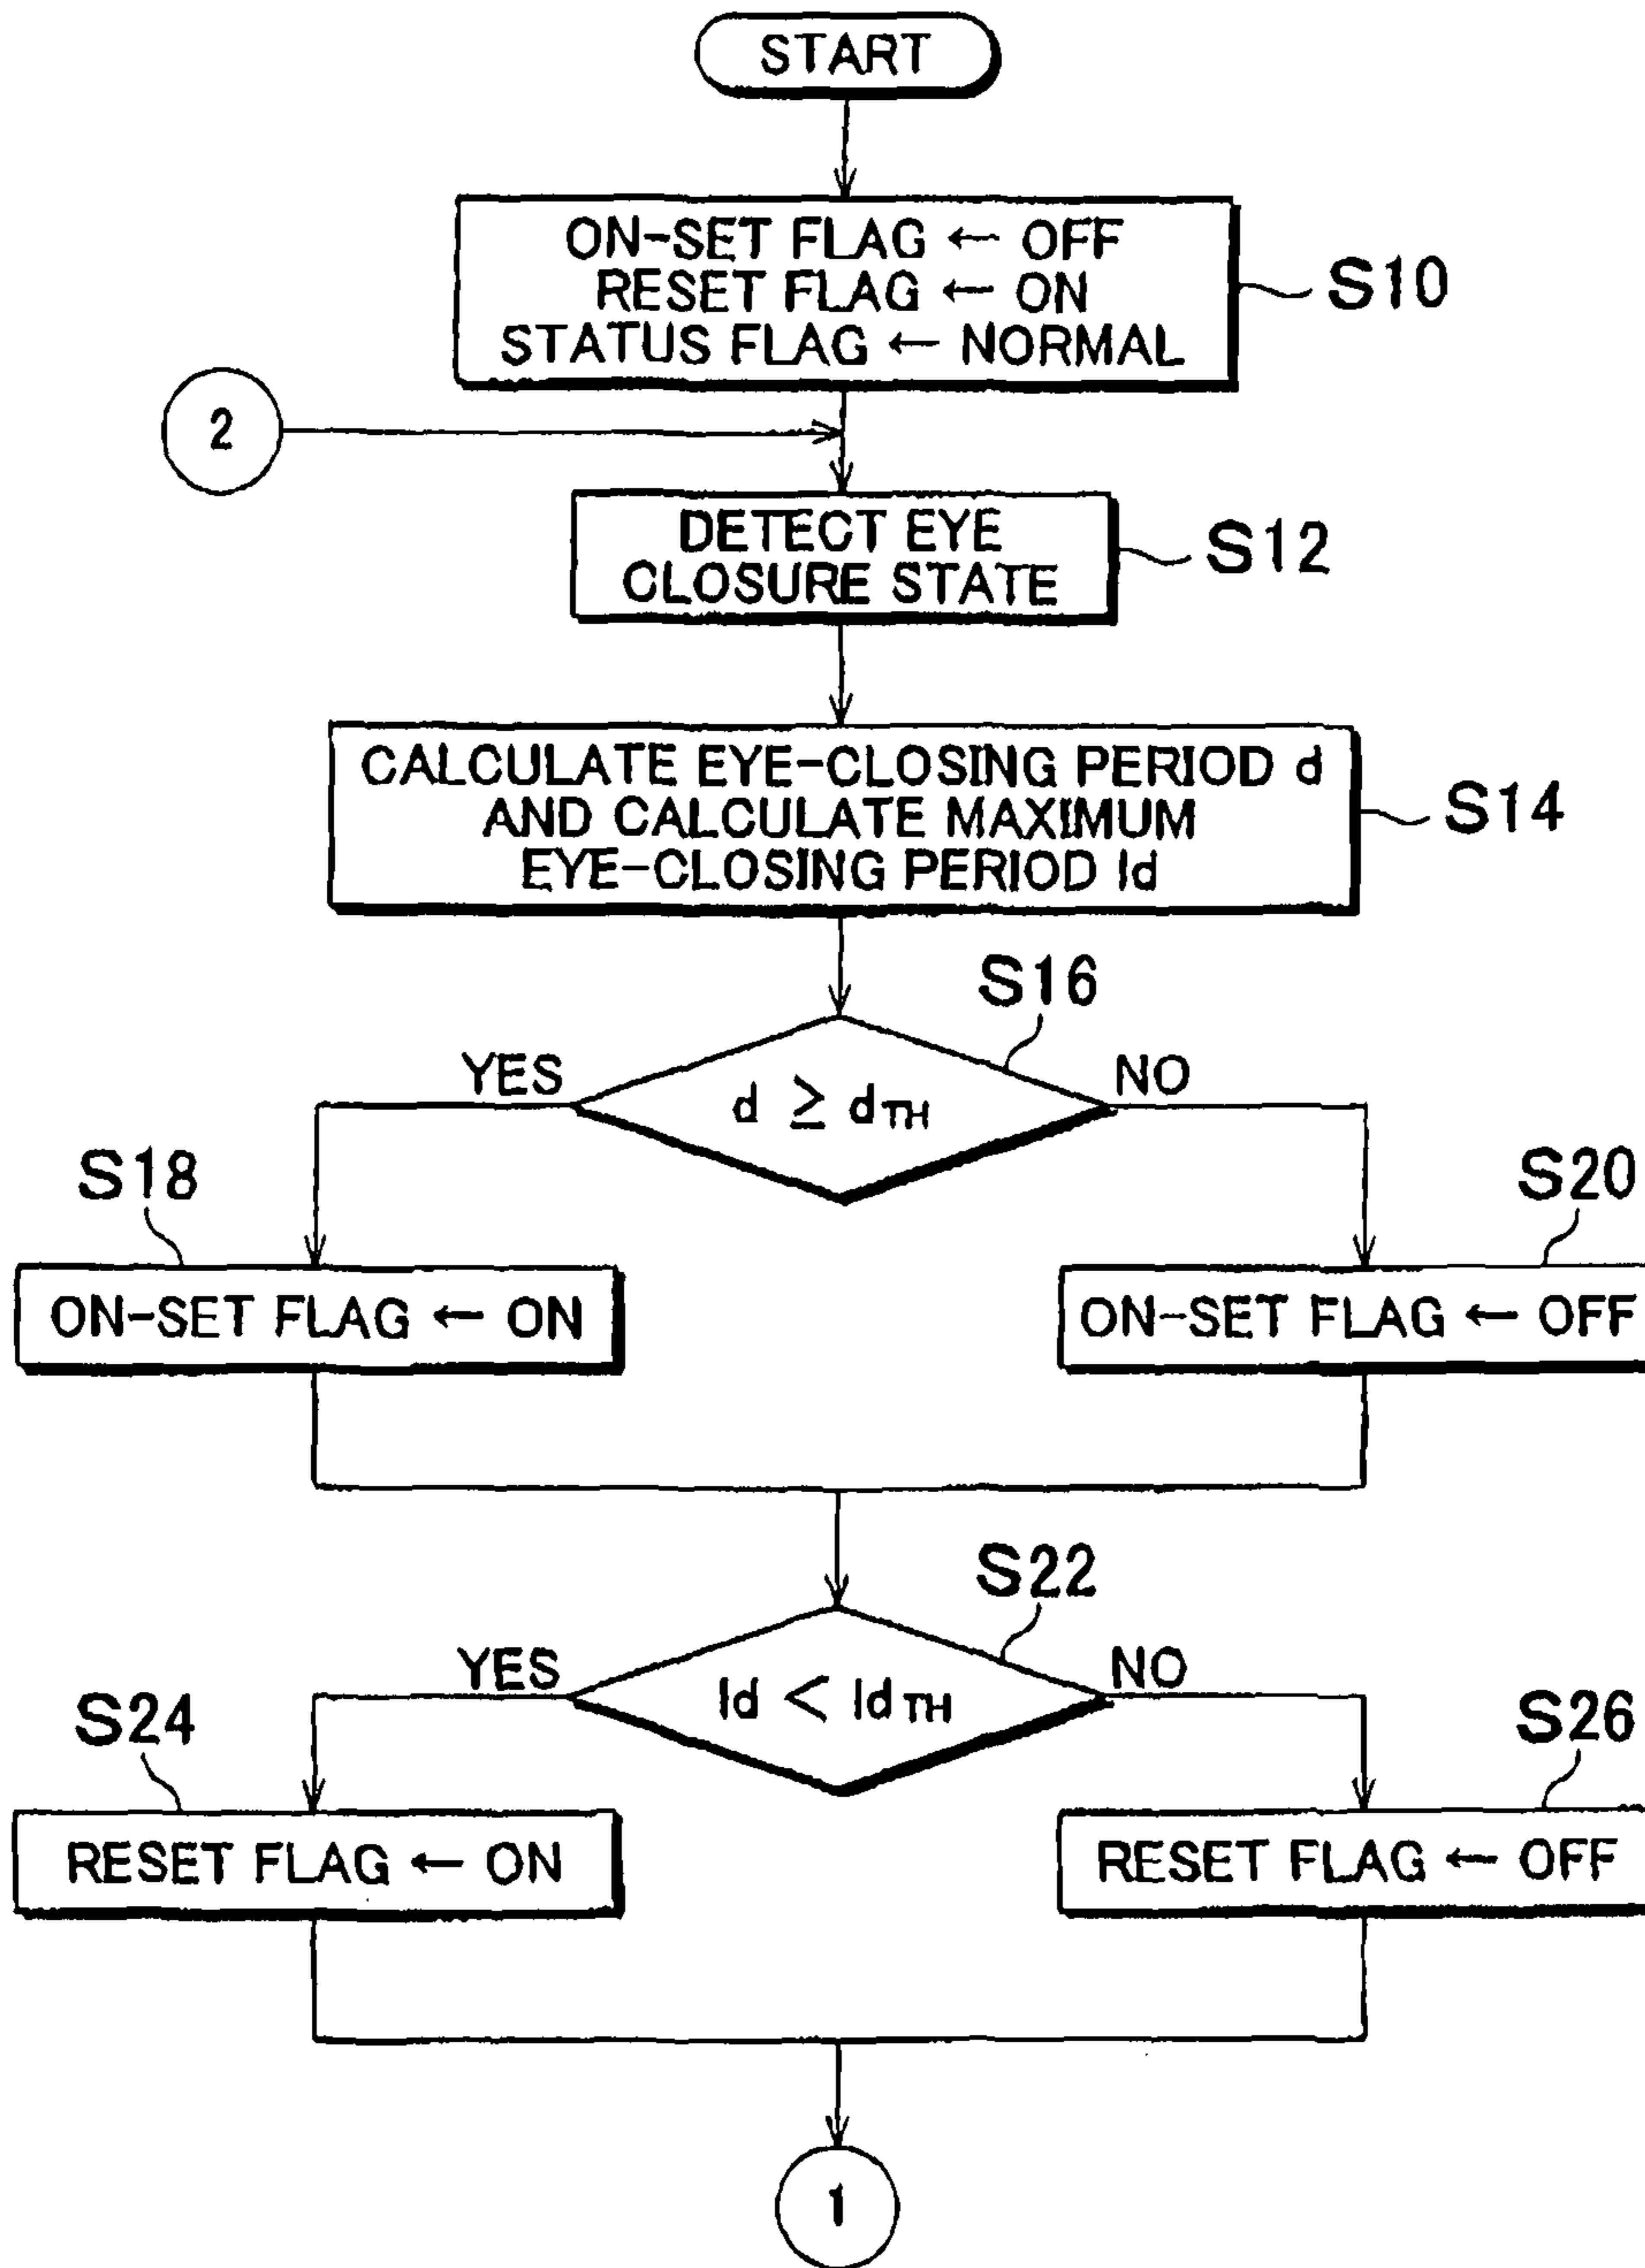 START
ON-SET FLAG ← OFF
RESET FLAG ← ON
STATUS FLAG ← NORMAL
S10
2
DETECT EYE
CLOSURE STATE
S12
CALCULATE EYE-CLOSING PERIOD d
AND CALCULATE MAXIMUM
EYE-CLOSING PERIOD ld
S14
S16
YES
d ≥ dTH
NO
S18
S20
ON-SET FLAG ← ON
ON-SET FLAG ← OFF
S22
YES
ld < ldTH
NO
S24
S26
RESET FLAG ← ON
RESET FLAG ← OFF
1